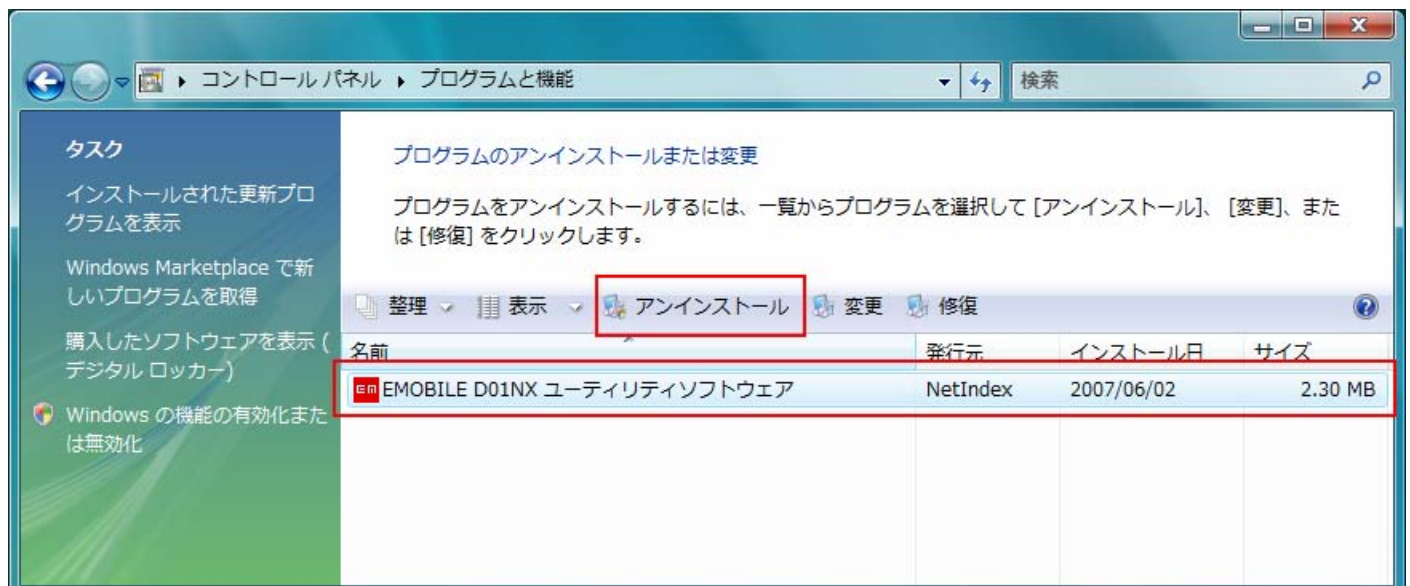 コントロール パネル ▸ プログラムと機能
検索
タスク
インストールされた更新プロ
グラムを表示
Windows Marketplace で新
しいプログラムを取得
購入したソフトウェアを表示 (
デジタル ロッカー)
Windows の機能の有効化また
は無効化
プログラムのアンインストールまたは変更
プログラムをアンインストールするには、一覧からプログラムを選択して [アンインストール]、[変更]、また
は [修復] をクリックします。
整理 表示 アンインストール 変更 修復
名前 発行元 インストール日 サイズ
EM EMOBILE D01NX ユーティリティソフトウェア NetIndex 2007/06/02 2.30 MB